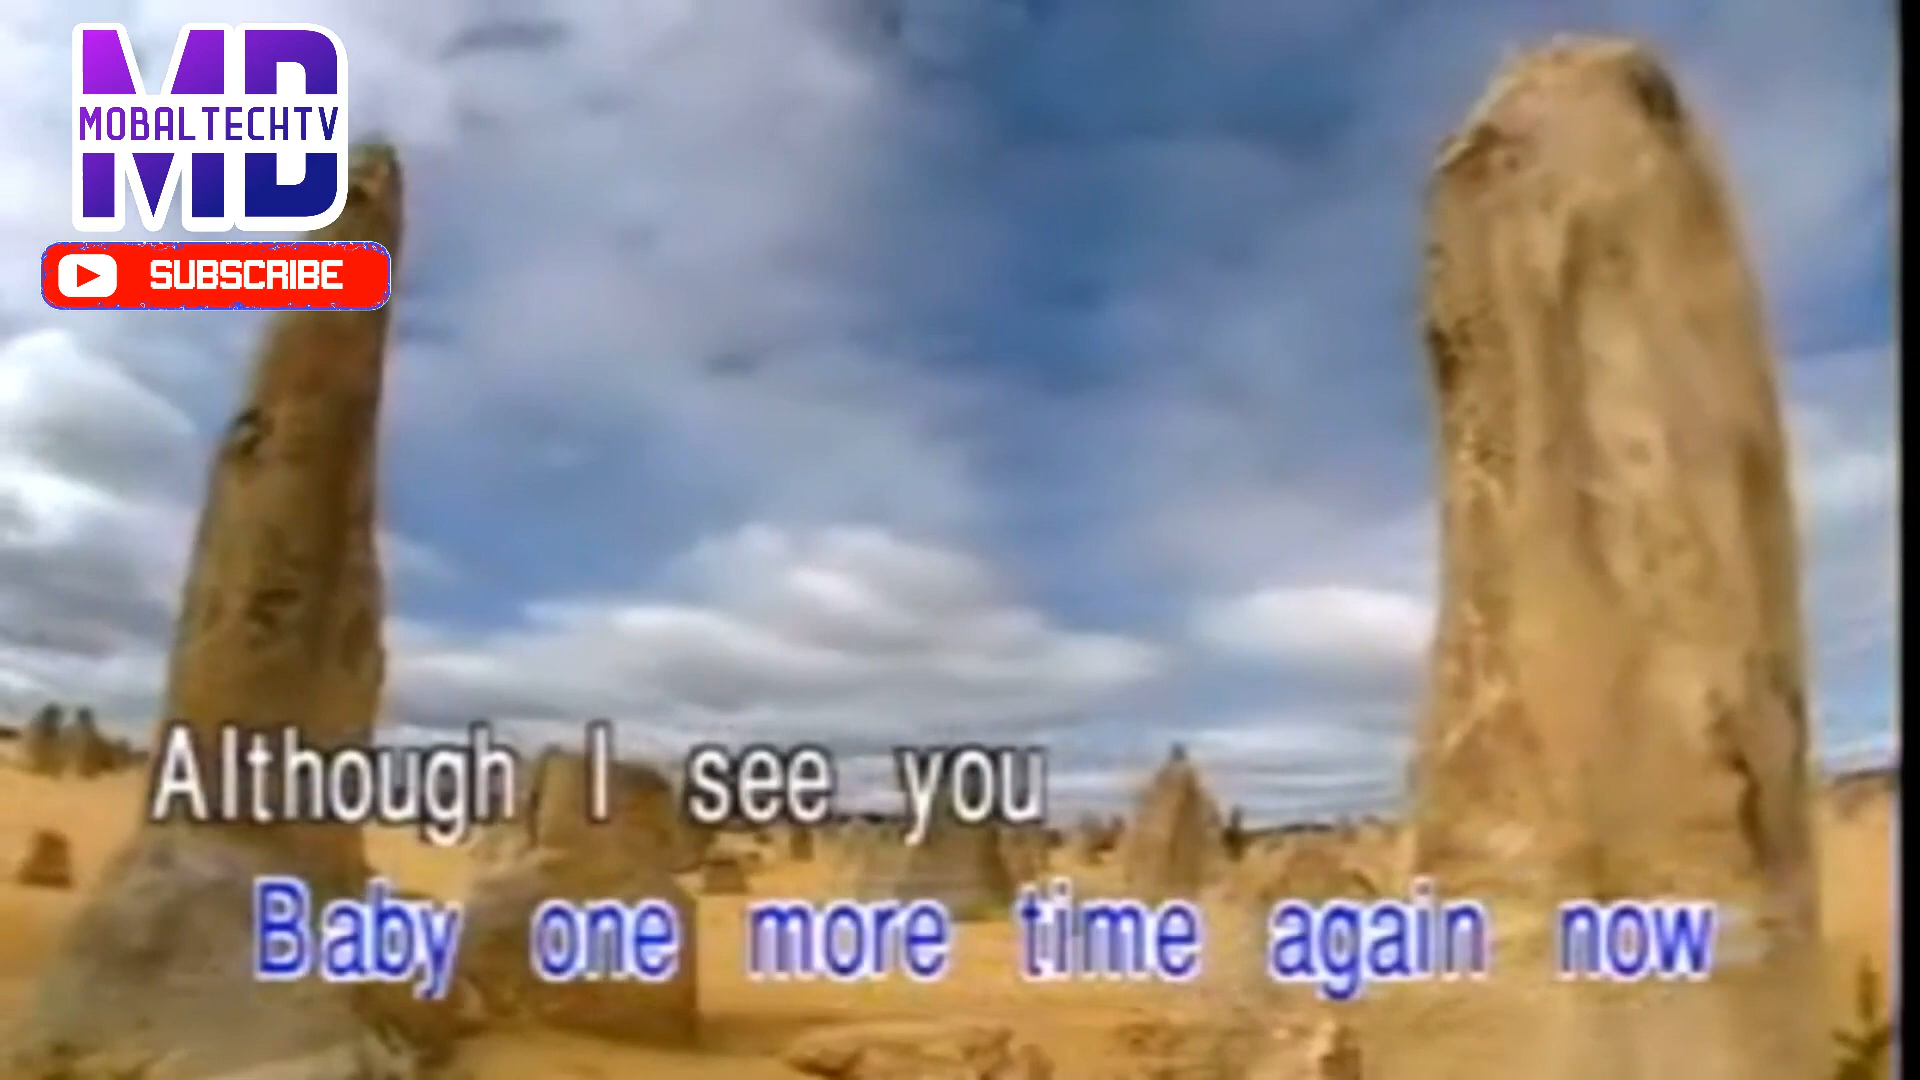 MD
MOBALTECHTV
SUBSCRIBE
Although I see you
Baby one more time again now